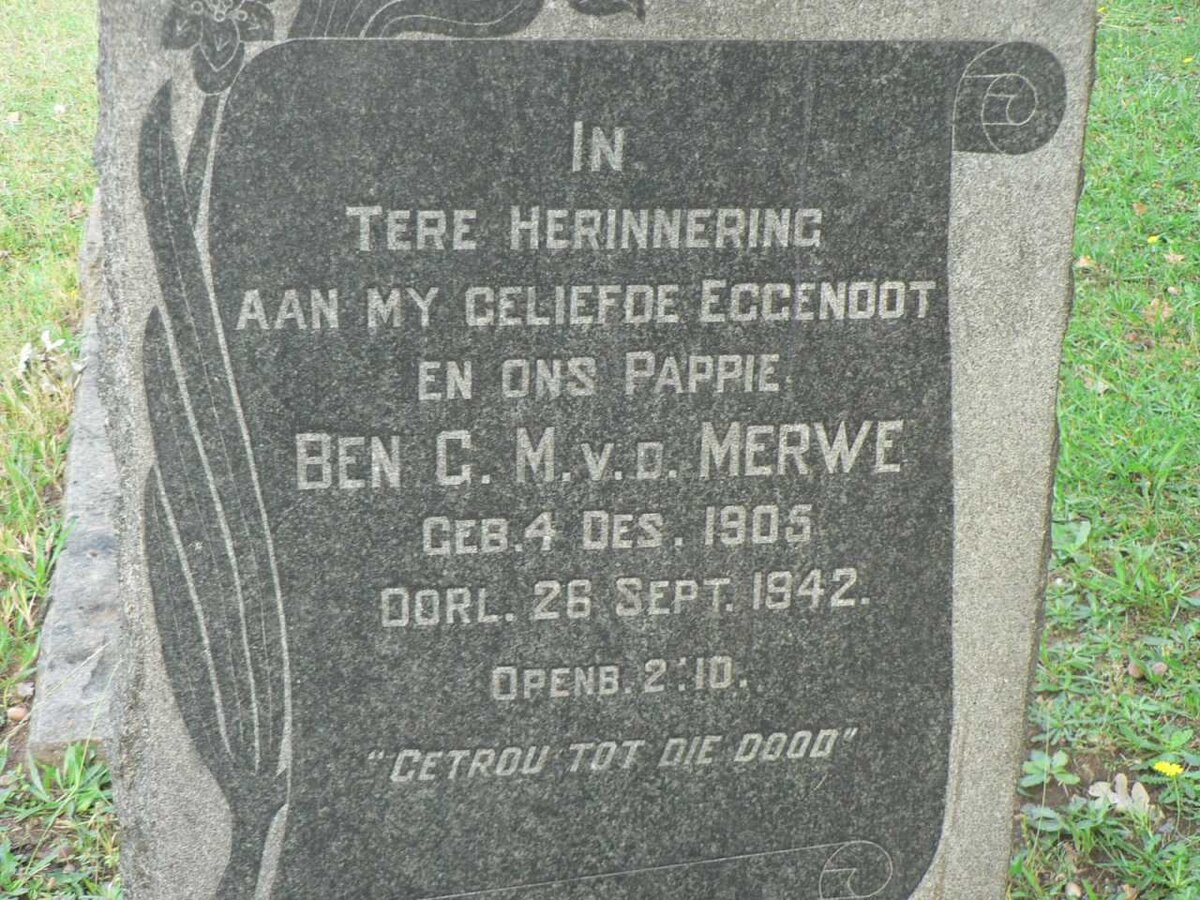 IN
TERE HERINNERING
AAN MY GELIEFDE EGGENOOT
EN ONS PAPPIE
BEN G. M. V. D. MERWE
GEB. 4 DES. 1905
OORL. 26 SEPT. 1942.
OPENB. 2:10.
"GETROU TOT DIE DOOD"